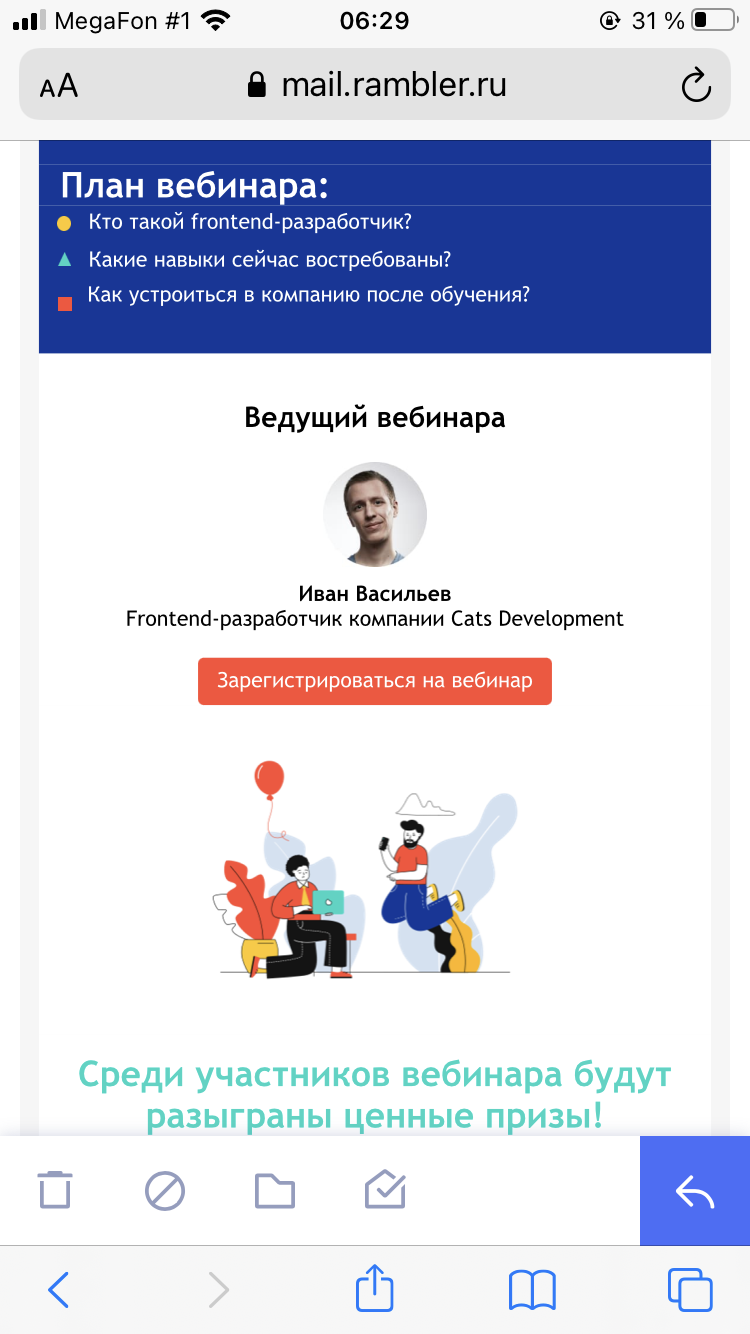 MegaFon #1
06:29
31 %
AA
mail.rambler.ru
План вебинара:
Кто такой frontend-разработчик?
Какие навыки сейчас востребованы?
Как устроиться в компанию после обучения?
Ведущий вебинара
Иван Васильев
Frontend-разработчик компании Cats Development
Зарегистрироваться на вебинар
Среди участников вебинара будут
разыграны ценные призы!